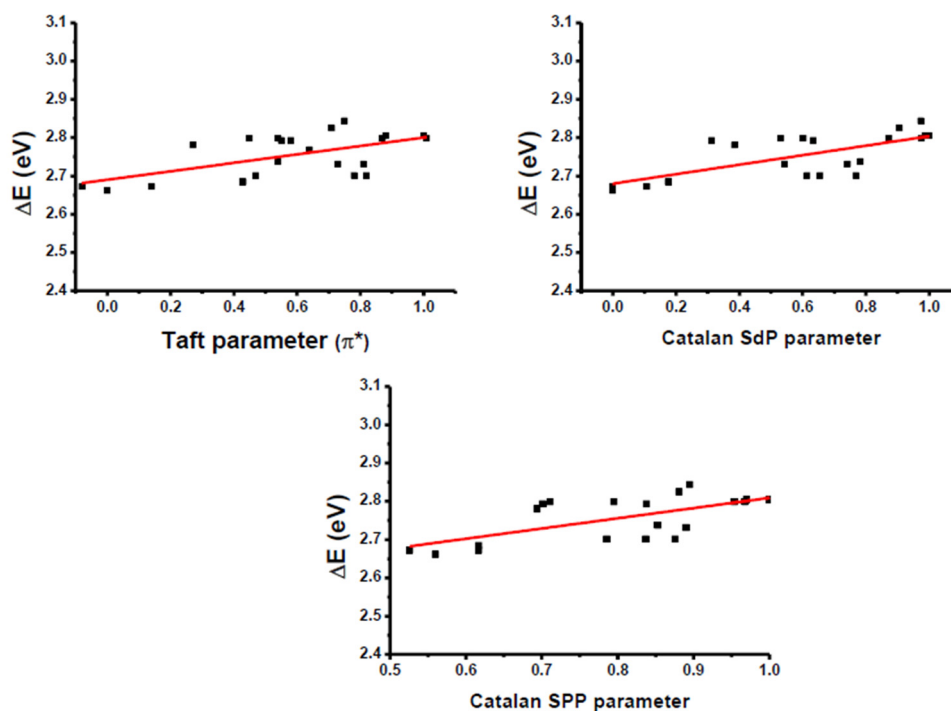 3.1
3.0
2.9
2.8
2.7
2.6
2.5
2.4
ΔE (eV)
0.0 0.2 0.4 0.6 0.8 1.0
Taft parameter (π*)
3.1
3.0
2.9
2.8
2.7
2.6
2.5
2.4
ΔE (eV)
0.0 0.2 0.4 0.6 0.8 1.0
Catalan SdP parameter
3.1
3.0
2.9
2.8
2.7
2.6
2.5
2.4
ΔE (eV)
0.5 0.6 0.7 0.8 0.9 1.0
Catalan SPP parameter